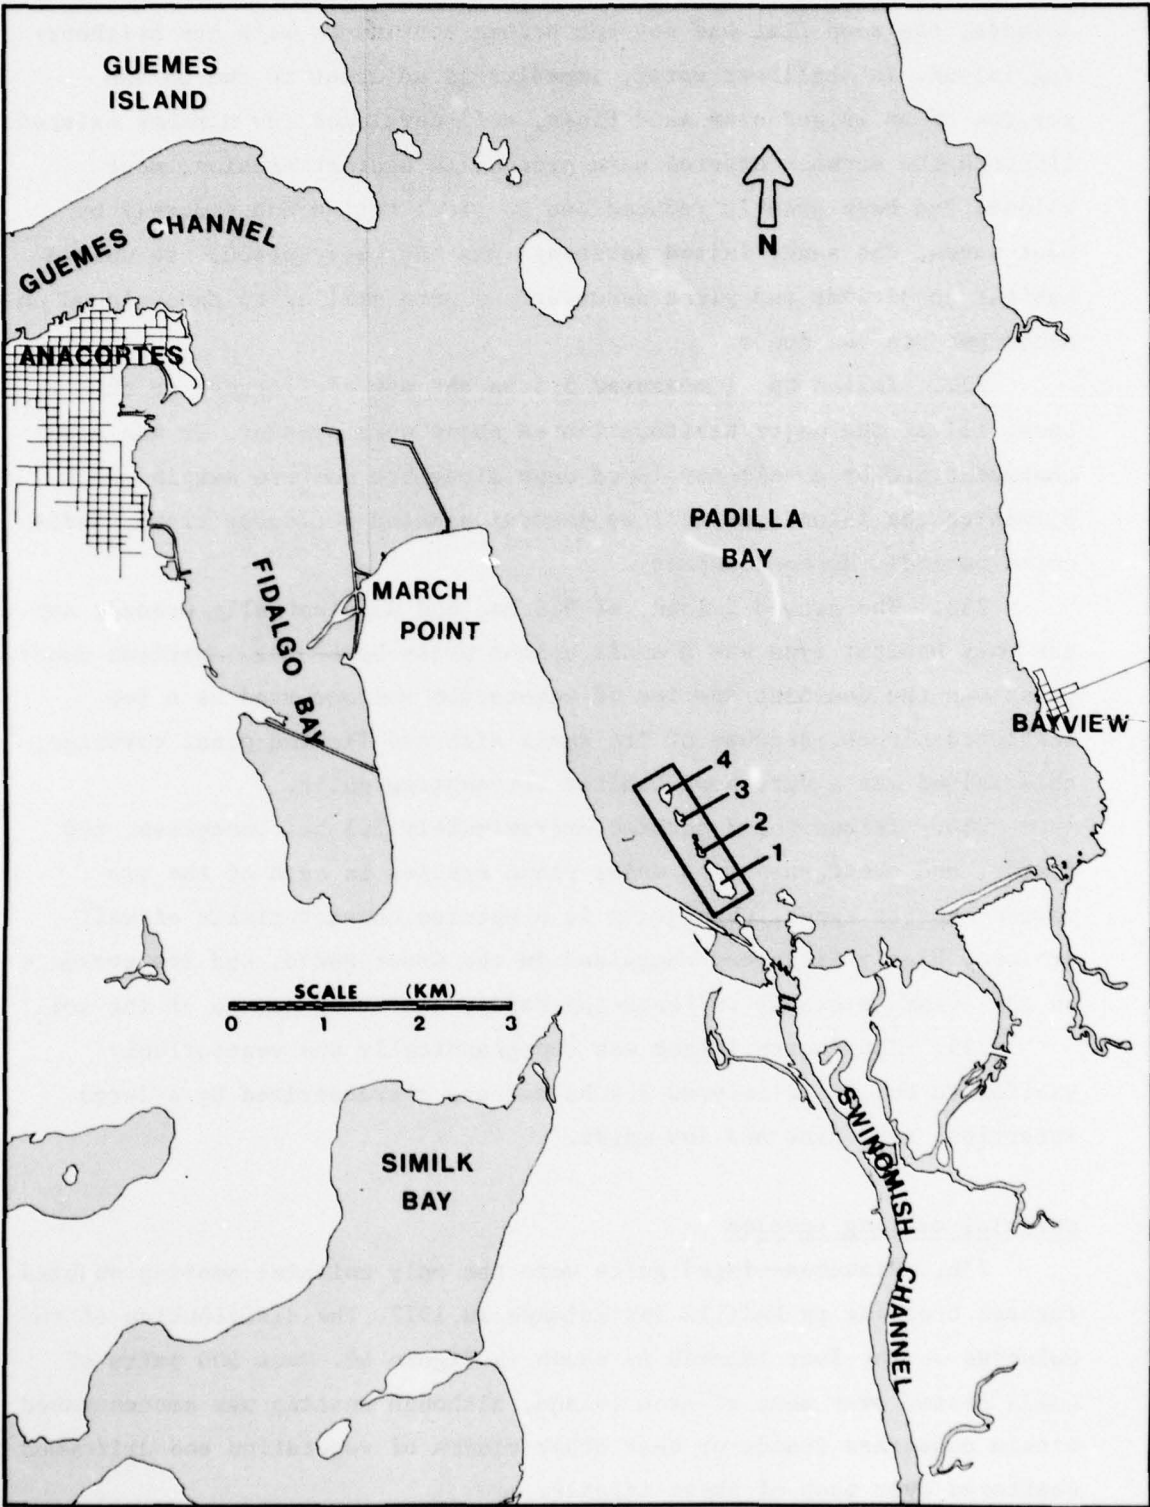 GUEMES
ISLAND
GUEMES CHANNEL
N
ANACORTES
PADILLA
BAY
FIDALGO BAY
MARCH
POINT
BAYVIEW
4
3
2
1
SCALE (KM)
0 1 2 3
SIMILK
BAY
SWINOMISH CHANNEL